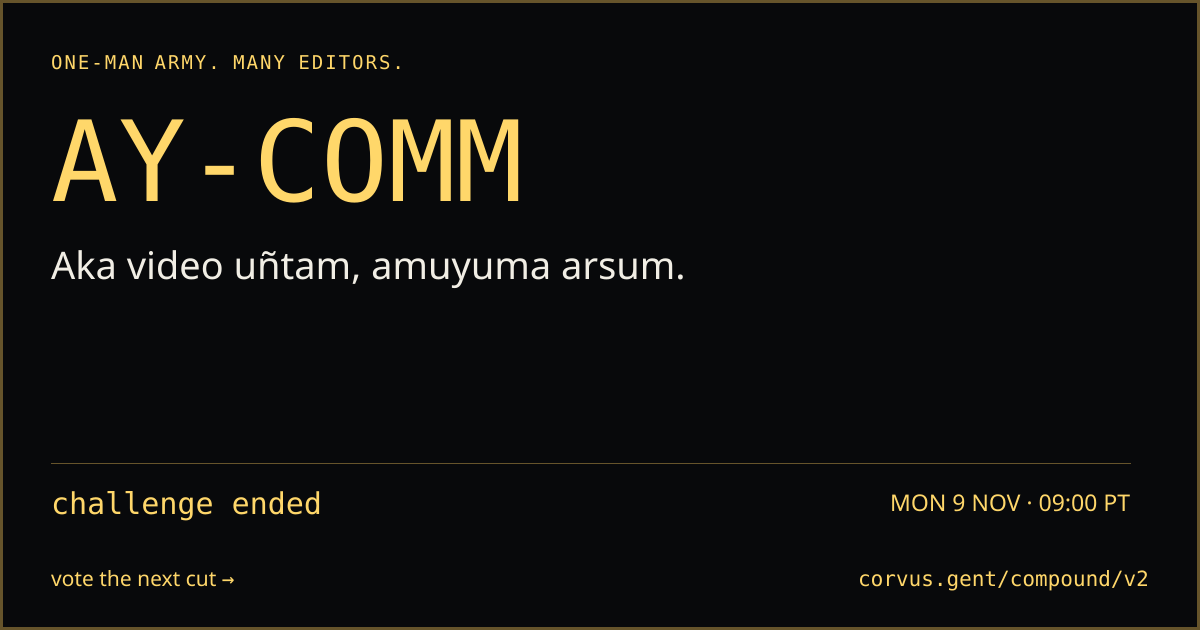 ONE-MAN ARMY. MANY EDITORS.
AY-COMM
Aka video uñtam, amuyuma arsum.
challenge ended
MON 9 NOV · 09:00 PT
vote the next cut →
corvus.gent/compound/v2